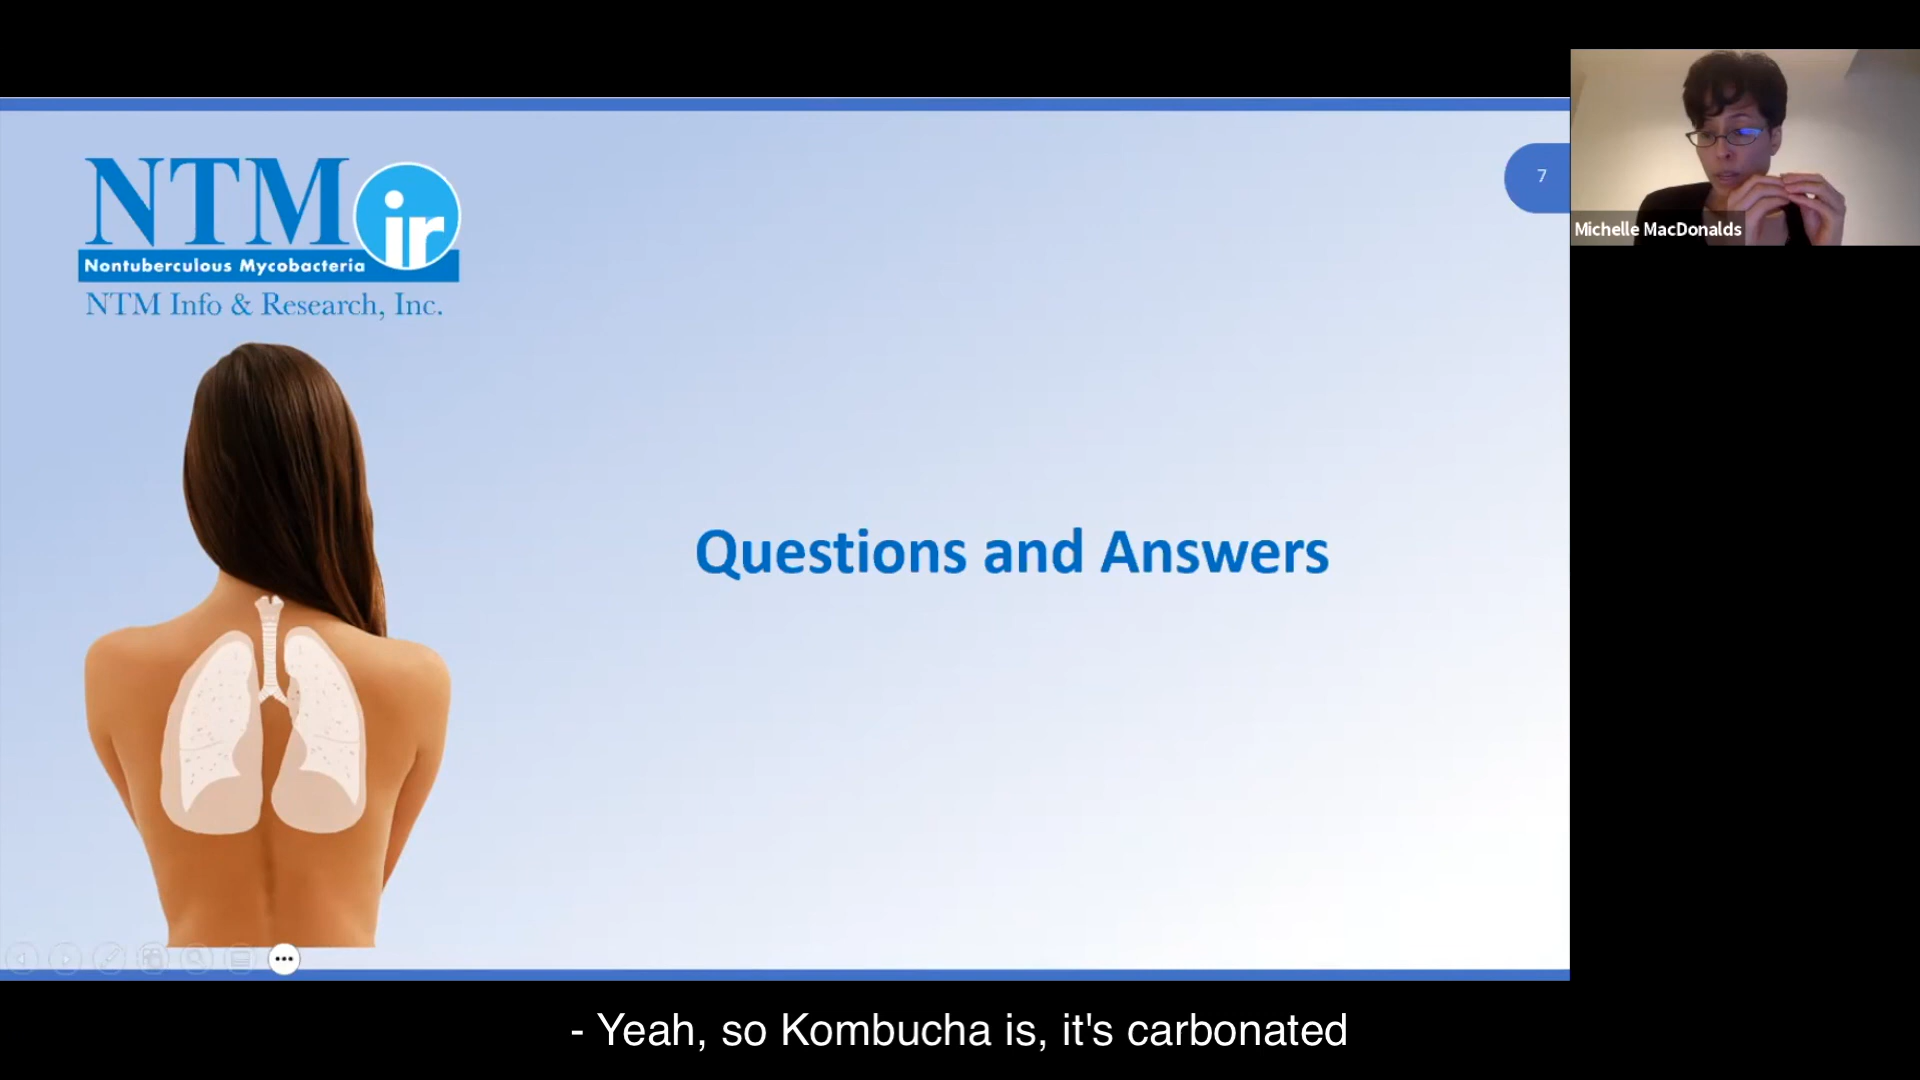 NTM
ir
Nontuberculous Mycobacteria
NTM Info & Research, Inc.
7
Michelle MacDonalds
Questions and Answers
- Yeah, so Kombucha is, it's carbonated